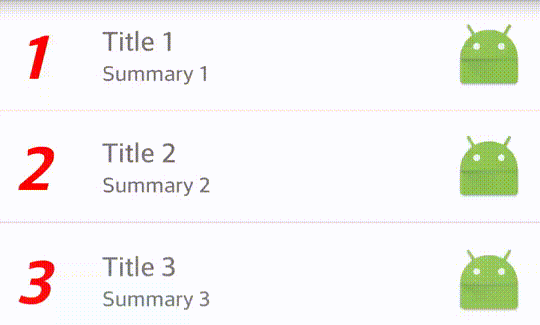 1
Title 1
Summary 1
2
Title 2
Summary 2
3
Title 3
Summary 3